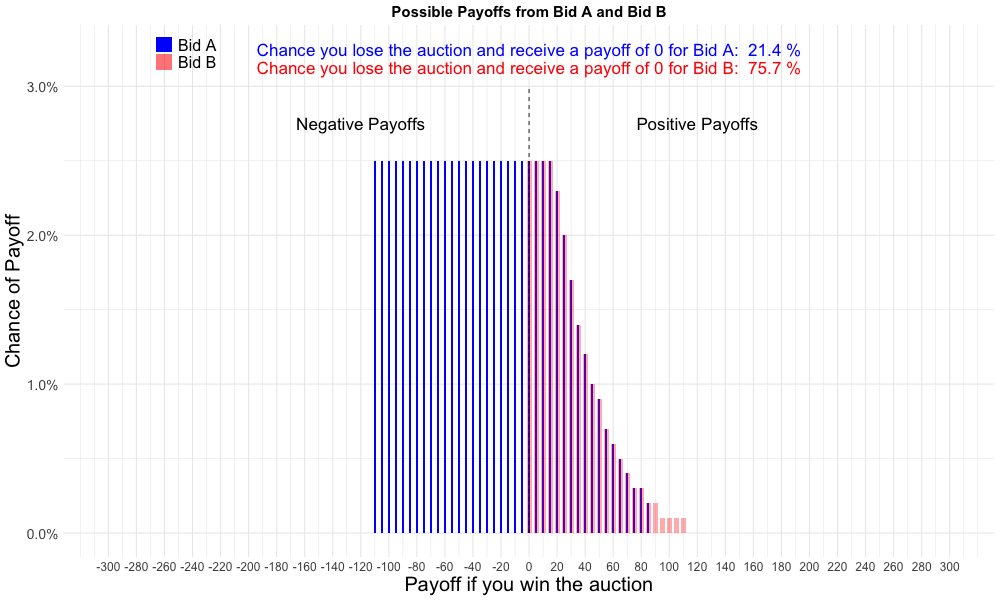 Possible Payoffs from Bid A and Bid B
Bid A
Bid B
Chance you lose the auction and receive a payoff of 0 for Bid A:  21.4 %
Chance you lose the auction and receive a payoff of 0 for Bid B:  75.7 %
Negative Payoffs
Positive Payoffs
Chance of Payoff
3.0%
2.0%
1.0%
0.0%
-300 -280 -260 -240 -220 -200 -180 -160 -140 -120 -100 -80 -60 -40 -20 0 20 40 60 80 100 120 140 160 180 200 220 240 260 280 300
Payoff if you win the auction